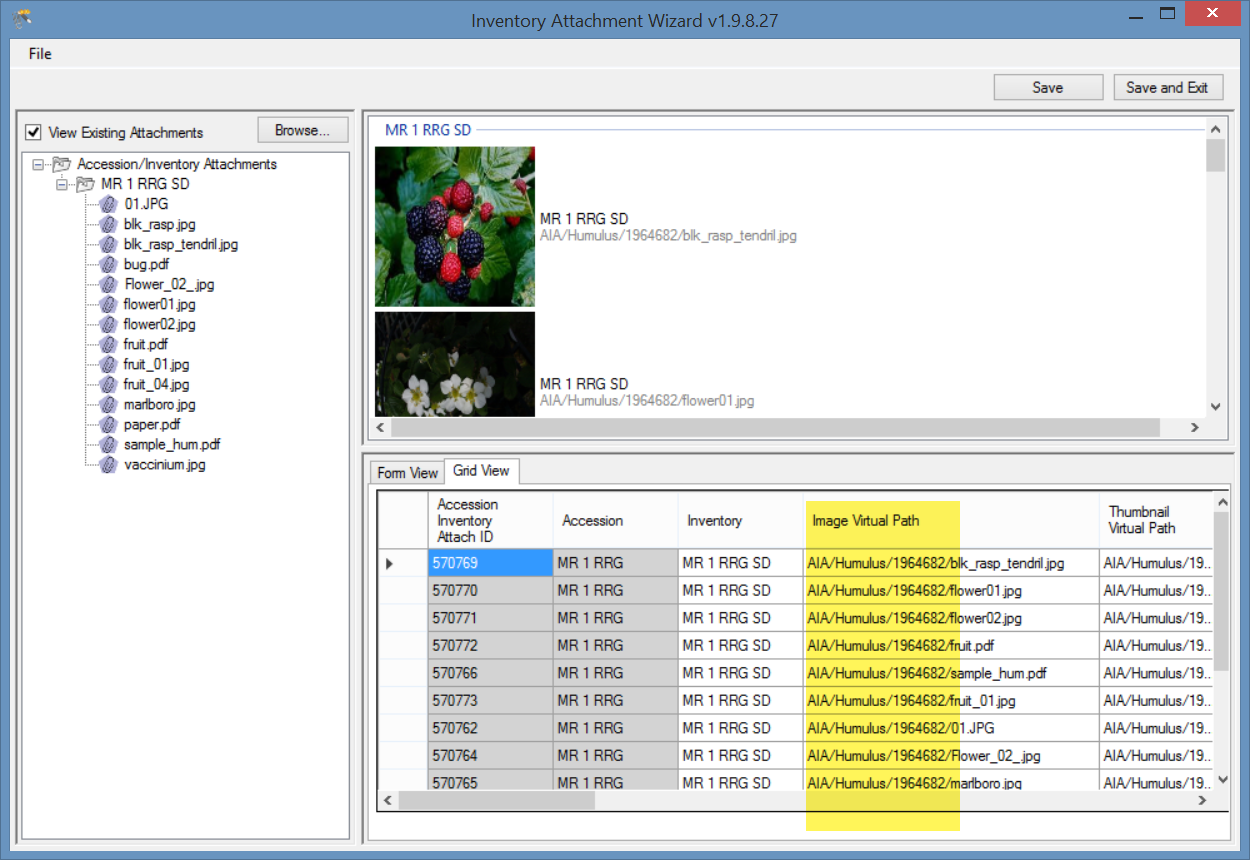 Inventory Attachment Wizard v1.9.8.27
File
Save
Save and Exit
View Existing Attachments
Browse...
Accession/Inventory Attachments
MR 1 RRG SD
01.JPG
blk_rasp.jpg
blk_rasp_tendril.jpg
bug.pdf
Flower_02_.jpg
flower01.jpg
flower02.jpg
fruit.pdf
fruit_01.jpg
fruit_04.jpg
marlboro.jpg
paper.pdf
sample_hum.pdf
vaccinium.jpg
MR 1 RRG SD
MR 1 RRG SD
AIA/Humulus/1964682/blk_rasp_tendril.jpg
MR 1 RRG SD
AIA/Humulus/1964682/flower01.jpg
Form View Grid View
Accession Inventory Attach ID Accession Inventory Image Virtual Path Thumbnail Virtual Path
570769 MR 1 RRG MR 1 RRG SD AIA/Humulus/1964682/blk_rasp_tendril.jpg AIA/Humulus/19..
570770 MR 1 RRG MR 1 RRG SD AIA/Humulus/1964682/flower01.jpg AIA/Humulus/19..
570771 MR 1 RRG MR 1 RRG SD AIA/Humulus/1964682/flower02.jpg AIA/Humulus/19..
570772 MR 1 RRG MR 1 RRG SD AIA/Humulus/1964682/fruit.pdf AIA/Humulus/19..
570766 MR 1 RRG MR 1 RRG SD AIA/Humulus/1964682/sample_hum.pdf AIA/Humulus/19..
570773 MR 1 RRG MR 1 RRG SD AIA/Humulus/1964682/fruit_01.jpg AIA/Humulus/19..
570762 MR 1 RRG MR 1 RRG SD AIA/Humulus/1964682/01.JPG AIA/Humulus/19..
570764 MR 1 RRG MR 1 RRG SD AIA/Humulus/1964682/Flower_02_.jpg AIA/Humulus/19..
570765 MR 1 RRG MR 1 RRG SD AIA/Humulus/1964682/marlboro.jpg AIA/Humulus/19..